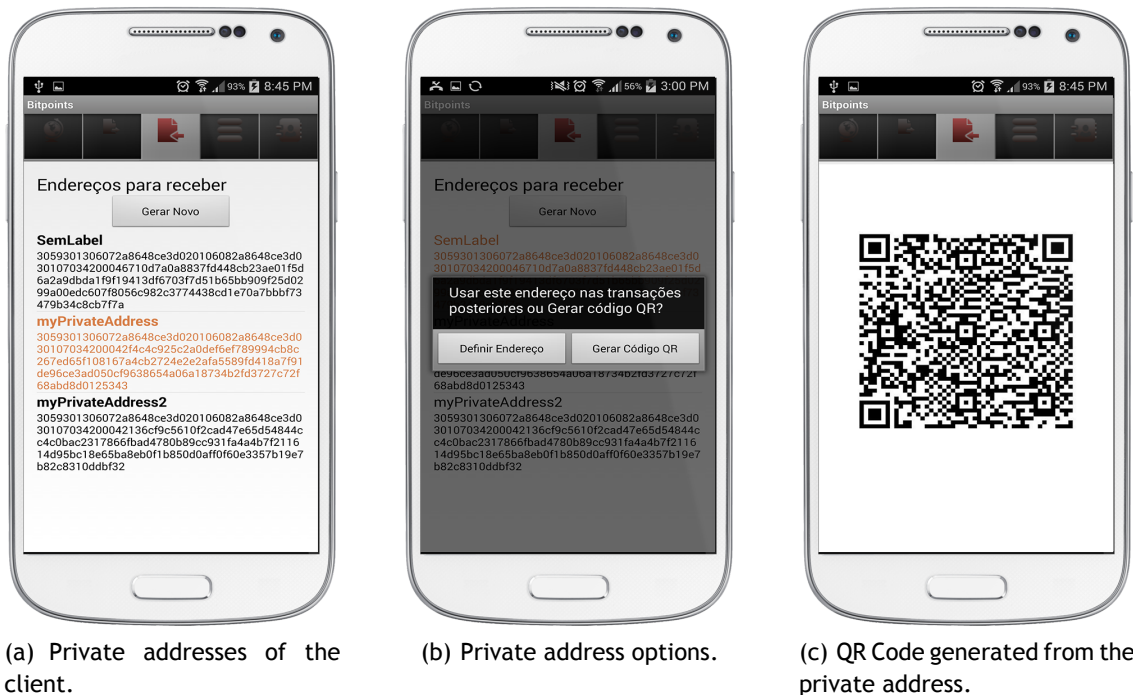 93% 8:45 PM
Bitpoints
Endereços para receber
Gerar Novo
SemLabel
3059301306072a8648ce3d020106082a8648ce3d0
30107034200046710d7a0a8837fd448cb23ae01f5d
6a2a9dbda1f9f19413df6703f7d51b65bb909f25d02
99a00edc607f8056c982c3774438cd1e70a7bbbf73
479b34c8cb7f7a
myPrivateAddress
3059301306072a8648ce3d020106082a8648ce3d0
30107034200042f4c4c925c2a0def6ef789994cb8c
267ed65f108167a4cb2724e2e2afa5589fd418a7f91
de96ce3ad050cf9638654a06a18734b2fd3727c72f
68abd8d0125343
myPrivateAddress2
3059301306072a8648ce3d020106082a8648ce3d0
30107034200042136cf9c5610f2cad47e65d54844c
c4c0bac2317866fbad4780b89cc931fa4a4b7f2116
14d95bc18e65ba8eb0f1b850d0aff0f60e3357b19e7
b82c8310ddbf32
(a) Private addresses of the
client.
56% 3:00 PM
Bitpoints
Endereços para receber
Gerar Novo
SemLabel
3059301306072a8648ce3d020106082a8648ce3d0
30107034200046710d7a0a8837fd448cb23ae01f5d
Usar este endereço nas transações
posteriores ou Gerar código QR?
Definir Endereço Gerar Código QR
de96ce3ad050cf9638654a06a18734b2fd3727c72f
68abd8d0125343
myPrivateAddress2
3059301306072a8648ce3d020106082a8648ce3d0
30107034200042136cf9c5610f2cad47e65d54844c
c4c0bac2317866fbad4780b89cc931fa4a4b7f2116
14d95bc18e65ba8eb0f1b850d0aff0f60e3357b19e7
b82c8310ddbf32
(b) Private address options.
93% 8:45 PM
Bitpoints
(c) QR Code generated from the
private address.